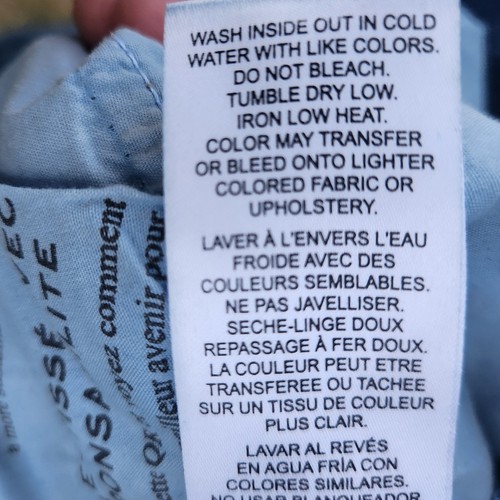 WASH INSIDE OUT IN COLD
WATER WITH LIKE COLORS.
DO NOT BLEACH.
TUMBLE DRY LOW.
IRON LOW HEAT.
COLOR MAY TRANSFER
OR BLEED ONTO LIGHTER
COLORED FABRIC OR
UPHOLSTERY.
LAVER À L'ENVERS L'EAU
FROIDE AVEC DES
COULEURS SEMBLABLES.
NE PAS JAVELLISER.
SECHE-LINGE DOUX
REPASSAGE À FER DOUX.
LA COULEUR PEUT ETRE
TRANSFEREE OU TACHEE
SUR UN TISSU DE COULEUR
PLUS CLAIR.
LAVAR AL REVÉS
EN AGUA FRÍA CON
COLORES SIMILARES.
NO USAR BLANQUEADOR
comment
avenir pour